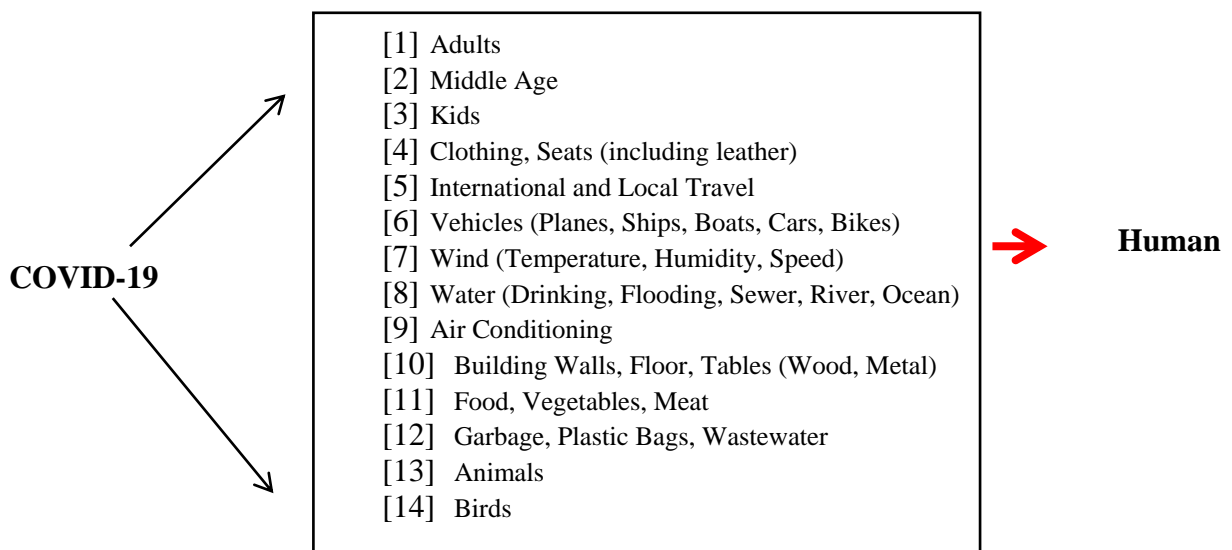 [1] Adults
[2] Middle Age
[3] Kids
[4] Clothing, Seats (including leather)
[5] International and Local Travel
[6] Vehicles (Planes, Ships, Boats, Cars, Bikes)
[7] Wind (Temperature, Humidity, Speed)
[8] Water (Drinking, Flooding, Sewer, River, Ocean)
[9] Air Conditioning
[10] Building Walls, Floor, Tables (Wood, Metal)
[11] Food, Vegetables, Meat
[12] Garbage, Plastic Bags, Wastewater
[13] Animals
[14] Birds
COVID-19
Human